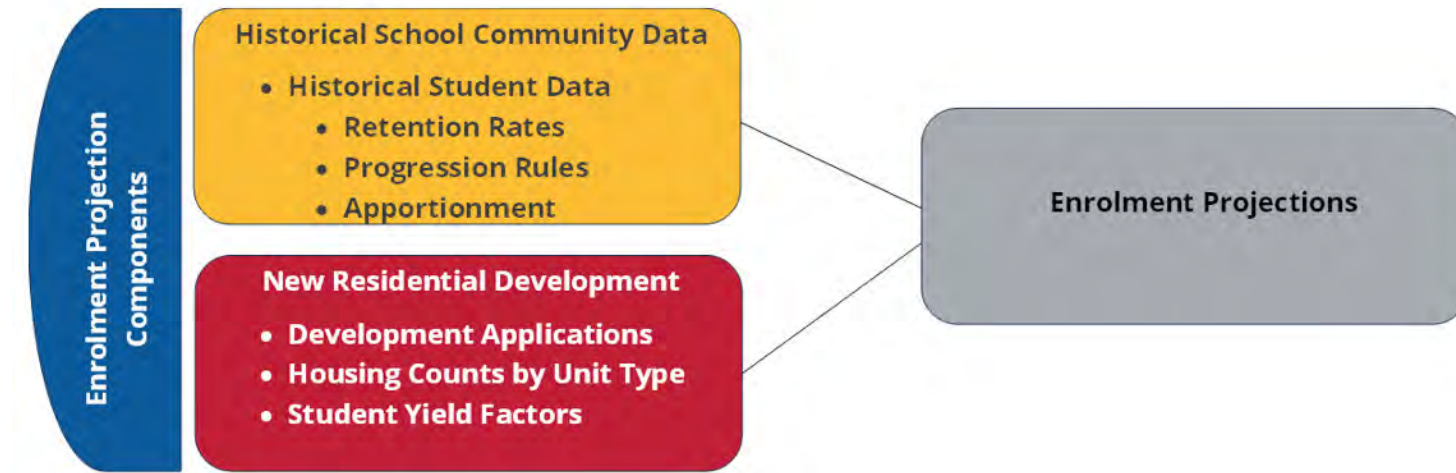 Enrolment Projection
Components
Historical School Community Data
• Historical Student Data
• Retention Rates
• Progression Rules
• Apportionment
New Residential Development
• Development Applications
• Housing Counts by Unit Type
• Student Yield Factors
Enrolment Projections